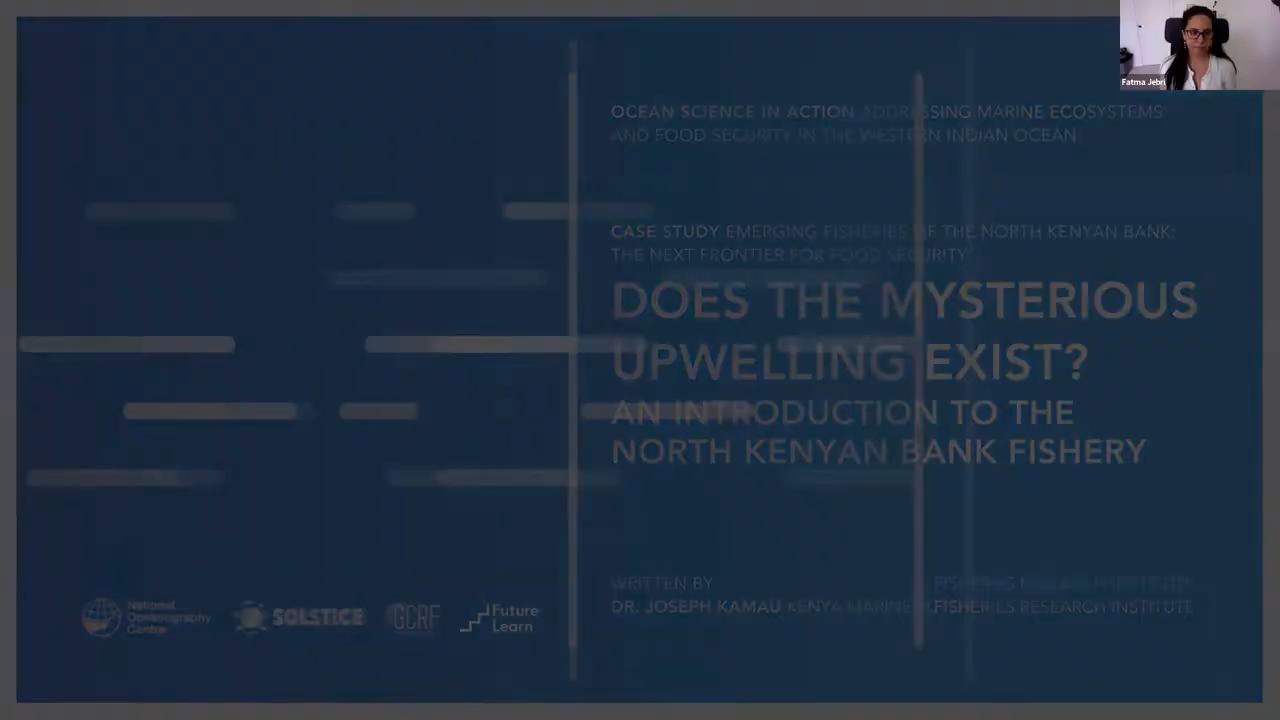 Fatma Jebri
OCEAN SCIENCE IN ACTION ADDRESSING MARINE ECOSYSTEMS
AND FOOD SECURITY IN THE WESTERN INDIAN OCEAN
CASE STUDY EMERGING FISHERIES OF THE NORTH KENYAN BANK:
THE NEXT FRONTIER FOR FOOD SECURITY
DOES THE MYSTERIOUS
UPWELLING EXIST?
AN INTRODUCTION TO THE
NORTH KENYAN BANK FISHERY
WRITTEN BY
DR. JOSEPH KAMAU KENYA MARINE FISHERIES RESEARCH INSTITUTE
National
Oceanography
Centre
SOLSTICE
GCRF
Future
Learn